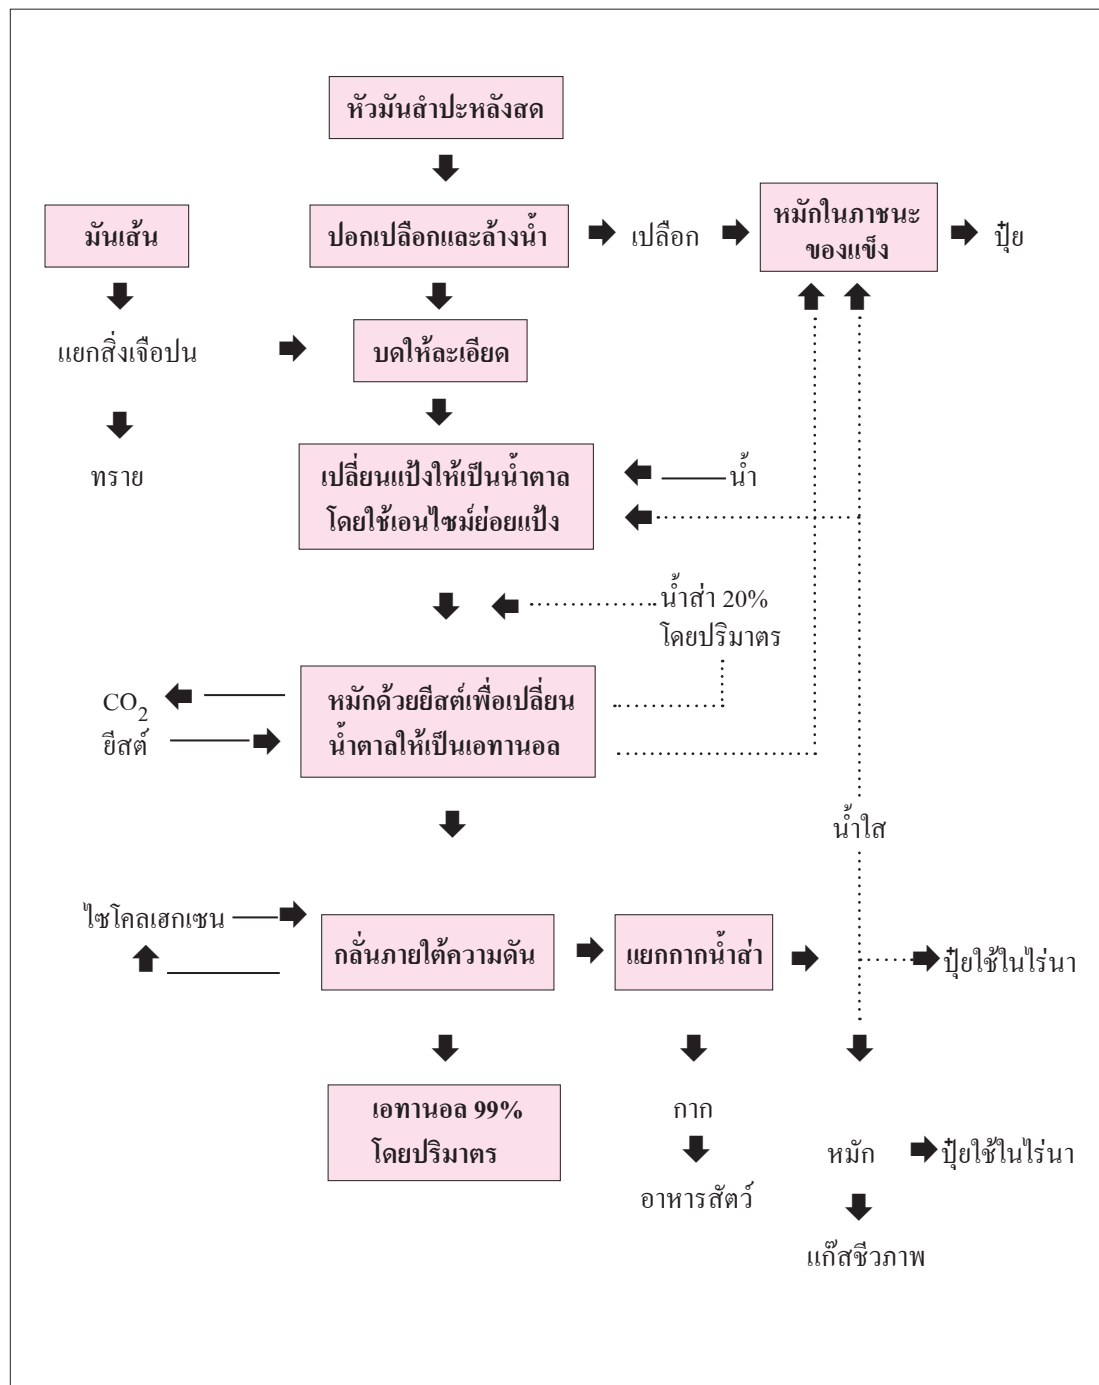 หัวมันสำปะหลังสด
มันเส้น
ปอกเปลือกและล้างน้ำ
เปลือก
หมักในภาชนะ
ของแข็ง
ปุ๋ย
แยกสิ่งเจือปน
บดให้ละเอียด
ทราย
เปลี่ยนแป้งให้เป็นน้ำตาล
โดยใช้เอนไซม์ย่อยแป้ง
น้ำ
น้ำส่า 20%
โดยปริมาตร
CO2
ยีสต์
หมักด้วยยีสต์เพื่อเปลี่ยน
น้ำตาลให้เป็นเอทานอล
น้ำใส
ไซโคลเฮกเซน
กลั่นภายใต้ความดัน
แยกกากน้ำส่า
ปุ๋ยใช้ในไร่นา
เอทานอล 99%
โดยปริมาตร
กาก
อาหารสัตว์
หมัก
ปุ๋ยใช้ในไร่นา
แก๊สชีวภาพ